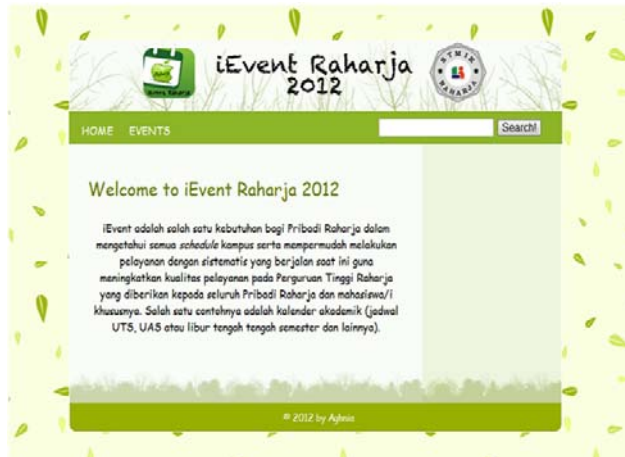 iEvent Raharja
2012
STMIK
RAHARJA
HOME EVENTS
Search!
Welcome to iEvent Raharja 2012
iEvent adalah salah satu kebutuhan bagi Pribadi Raharja dalam
mengetahui semua schedule kampus serta mempermudah melakukan
pelayanan dengan sistematis yang berjalan saat ini guna
meningkatkan kualitas pelayanan pada Perguruan Tinggi Raharja
yang diberikan kepada seluruh Pribadi Raharja dan mahasiswa/i
khususnya. Salah satu contohnya adalah kalender akademik (jadwal
UTS, UAS atau libur tengah tengah semester dan lainnya).
© 2012 by Aghnia